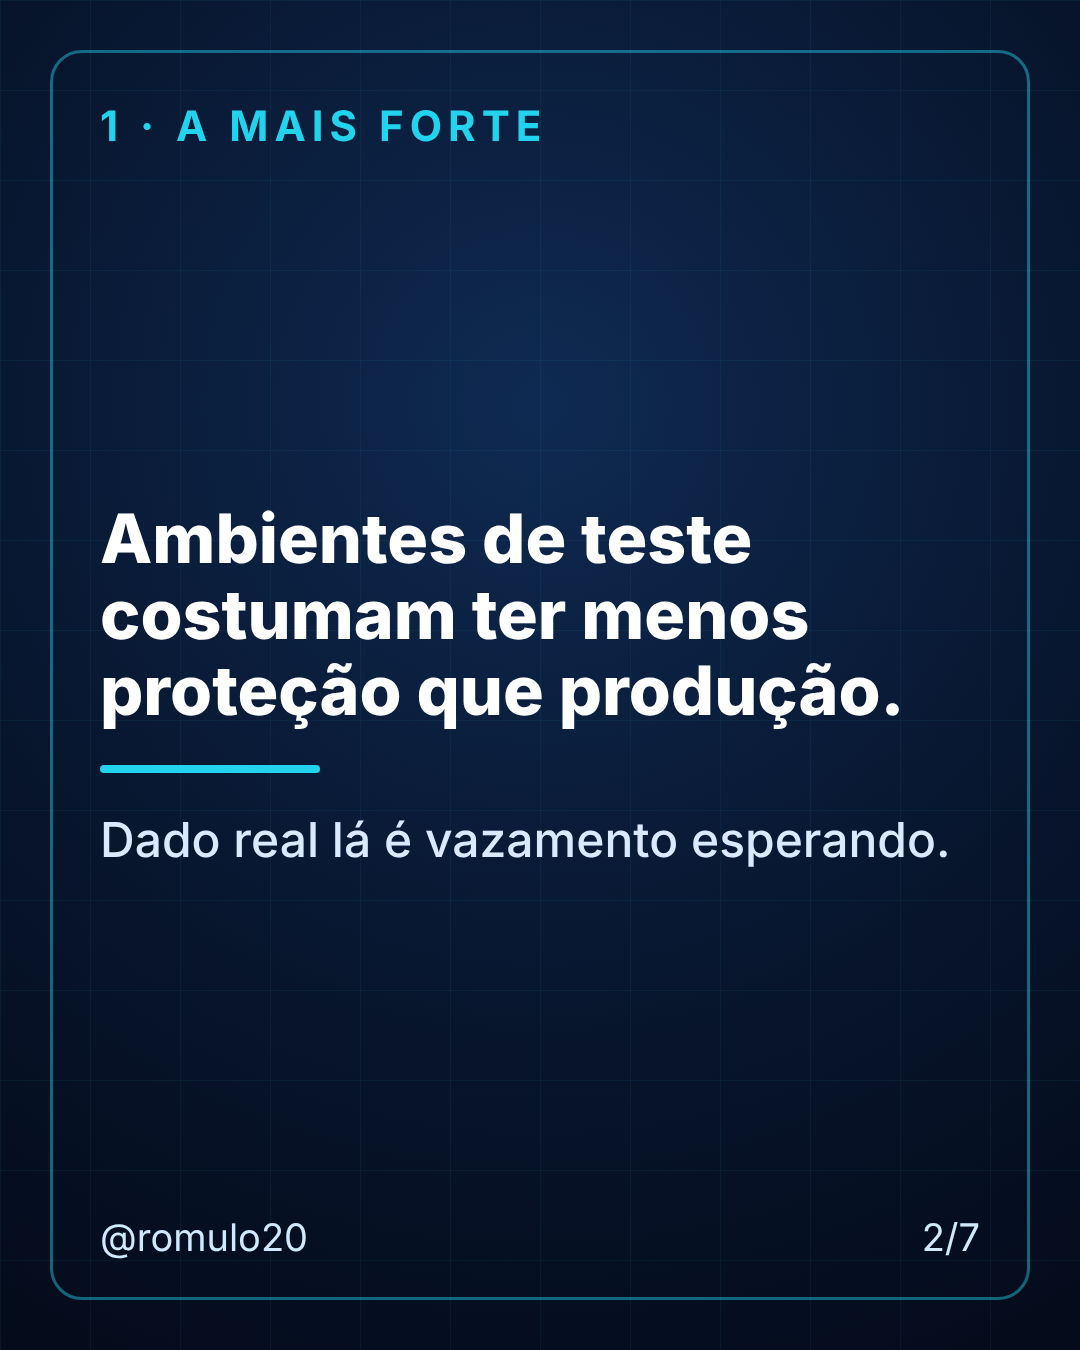 1 · A MAIS FORTE
Ambientes de teste
costumam ter menos
proteção que produção.
Dado real lá é vazamento esperando.
@romulo20
2/7